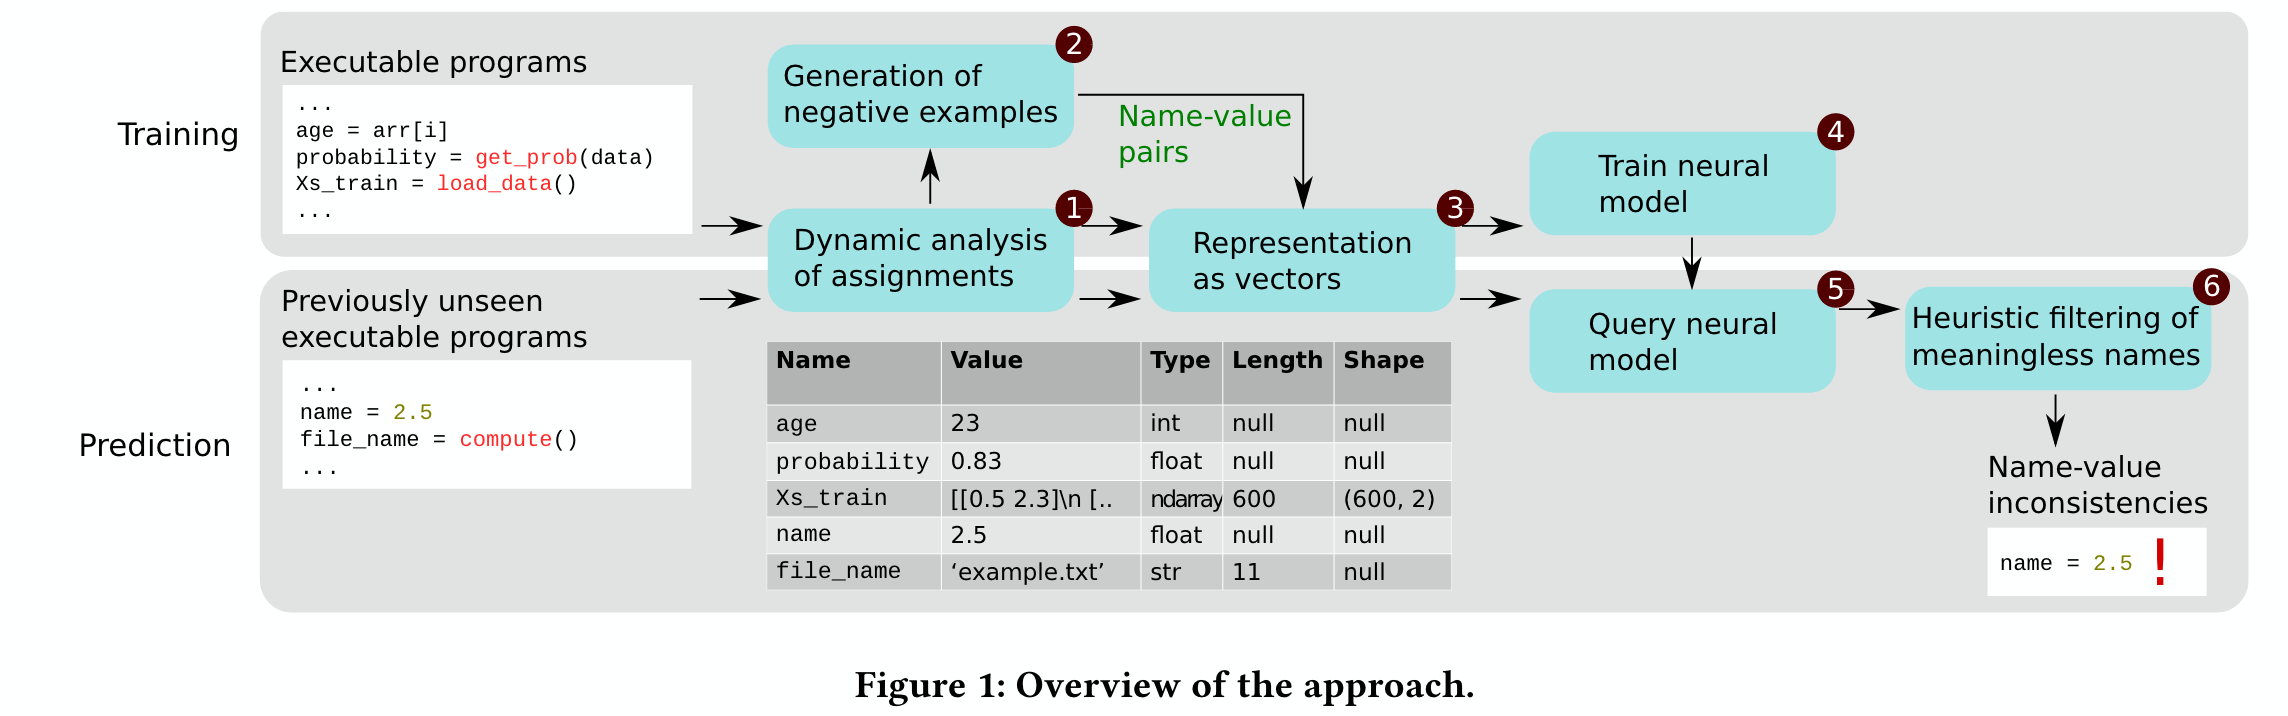 Training
Executable programs
...
age = arr[i]
probability = get_prob(data)
Xs_train = load_data()
...
2
Generation of
negative examples
Name-value
pairs
1
Dynamic analysis
of assignments
3
Representation
as vectors
4
Train neural
model
Prediction
Previously unseen
executable programs
...
name = 2.5
file_name = compute()
...
Name Value Type Length Shape
age 23 int null null
probability 0.83 float null null
Xs_train [[0.5 2.3]\n [.. ndarray 600 (600, 2)
name 2.5 float null null
file_name ‘example.txt’ str 11 null
5
Query neural
model
6
Heuristic filtering of
meaningless names
Name-value
inconsistencies
name = 2.5 !
Figure 1: Overview of the approach.